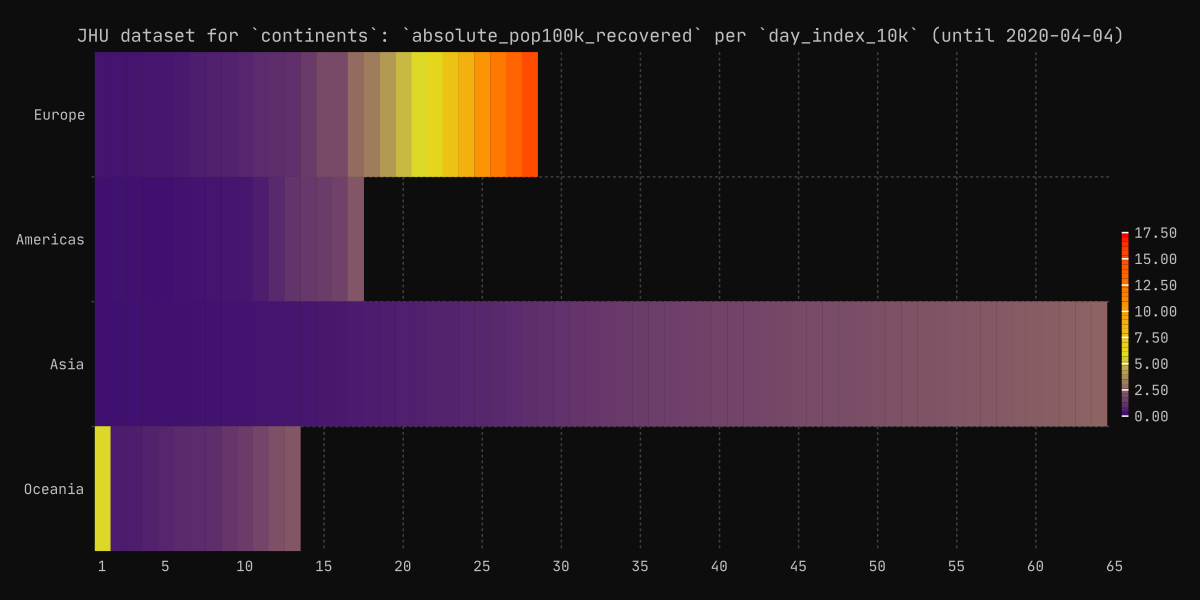 JHU dataset for `continents`: `absolute_pop100k_recovered` per `day_index_10k` (until 2020-04-04)
Europe
Americas
Asia
Oceania
17.50
15.00
12.50
10.00
7.50
5.00
2.50
0.00
1 5 10 15 20 25 30 35 40 45 50 55 60 65